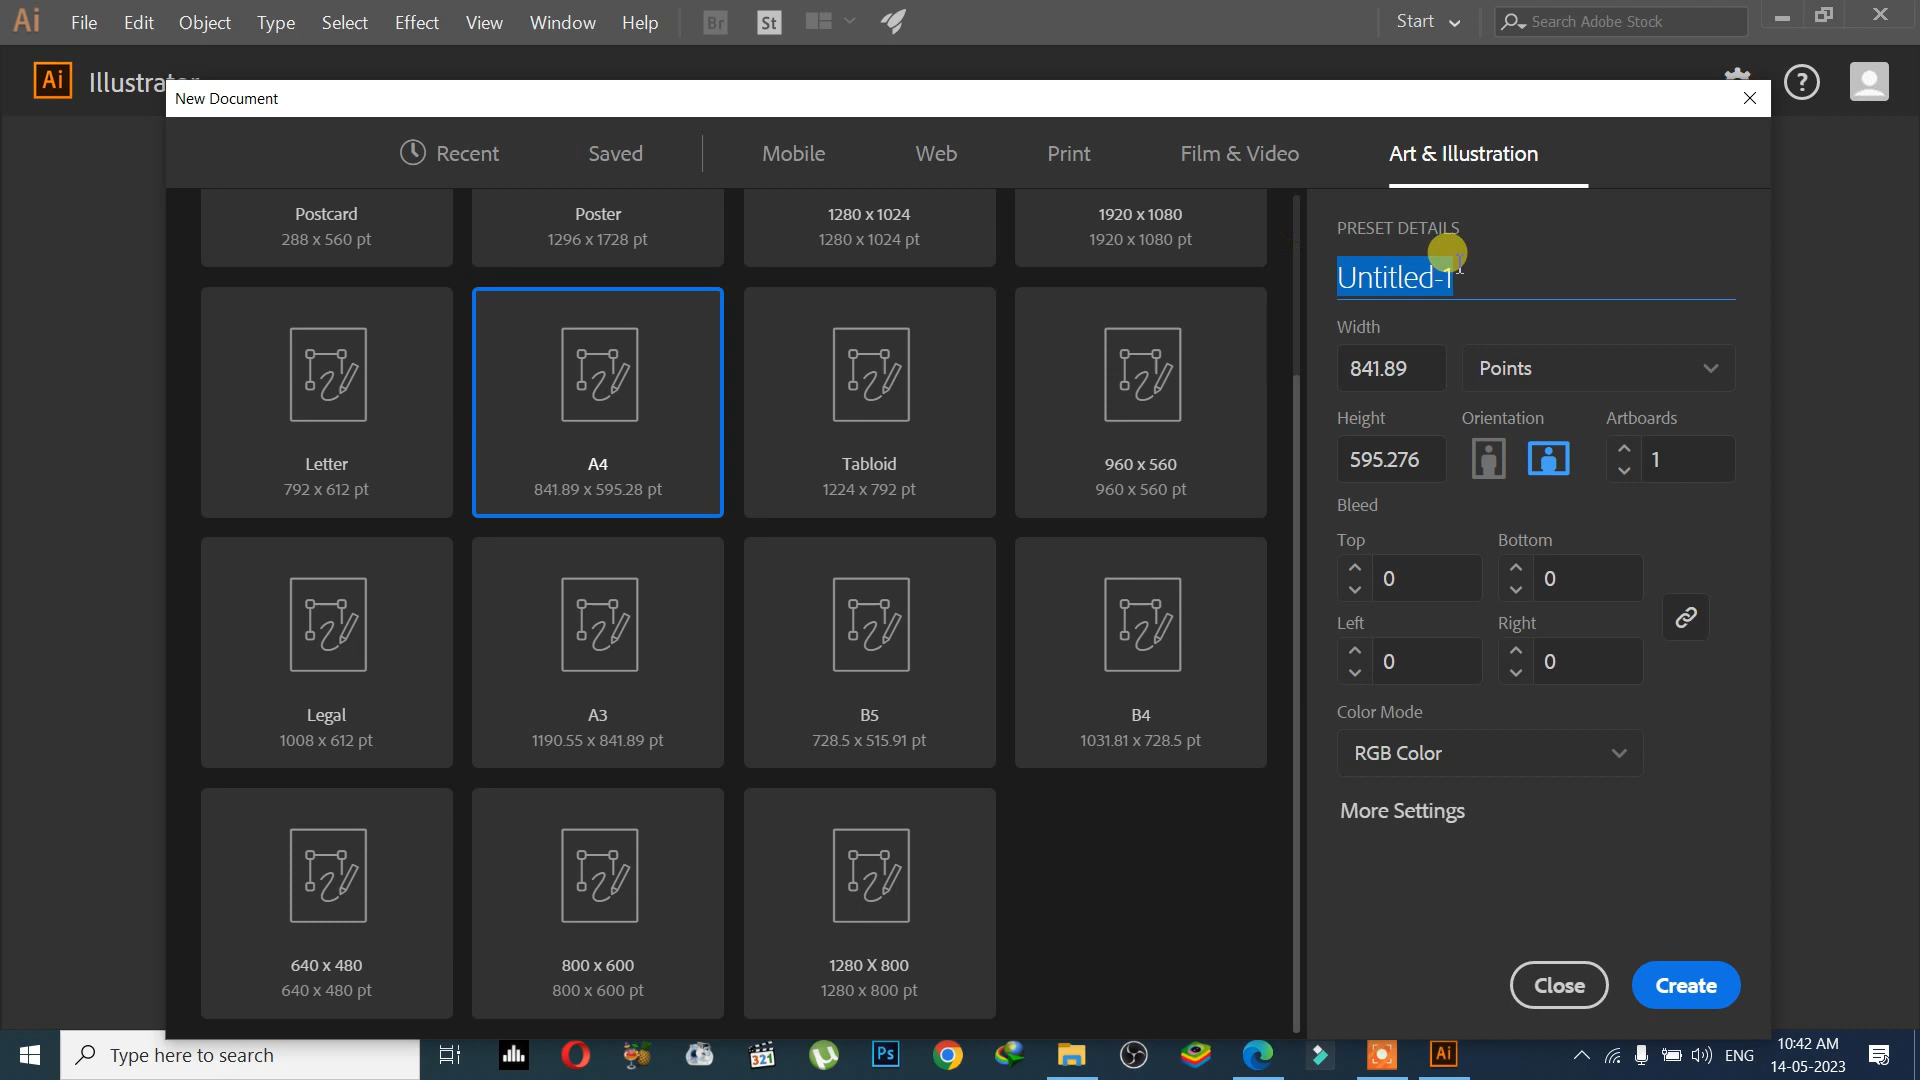 Ai File Edit Object Type Select Effect View Window Help Br St Start Search Adobe Stock
Ai Illustrator
New Document
Recent Saved Mobile Web Print Film & Video Art & Illustration
Postcard Poster 1280 x 1024 1920 x 1080
288 x 560 pt 1296 x 1728 pt 1280 x 1024 pt 1920 x 1080 pt
PRESET DETAILS
Untitled-1
Width
841.89 Points
Height Orientation Artboards
595.276 1
Letter A4 Tabloid 960 x 560
792 x 612 pt 841.89 x 595.28 pt 1224 x 792 pt 960 x 560 pt
Bleed
Top Bottom
0 0
Left Right
0 0
Legal A3 B5 B4
1008 x 612 pt 1190.55 x 841.89 pt 728.5 x 515.91 pt 1031.81 x 728.5 pt
Color Mode
RGB Color
More Settings
640 x 480 800 x 600 1280 X 800
640 x 480 pt 800 x 600 pt 1280 x 800 pt
Close Create
Type here to search 321 Ps Ai ENG 10:42 AM
14-05-2023